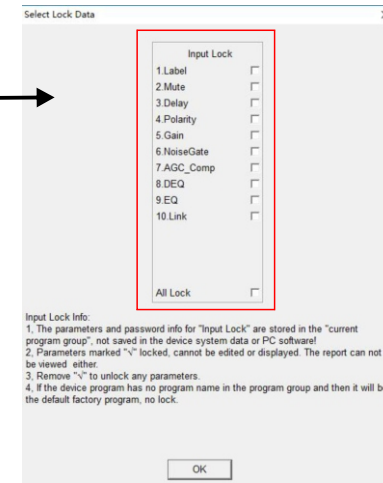 Select Lock Data
Input Lock
1.Label
2.Mute
3.Delay
4.Polarity
5.Gain
6.NoiseGate
7.AGC_Comp
8.DEQ
9.EQ
10.Link
All Lock
Input Lock Info:
1, The parameters and password info for "Input Lock" are stored in the "current
program group", not saved in the device system data or PC software!
2, Parameters marked "√" locked, cannot be edited or displayed. The report can not
be viewed either.
3, Remove "√" to unlock any parameters.
4, If the device program has no program name in the program group and then it will be
the default factory program, no lock.
OK